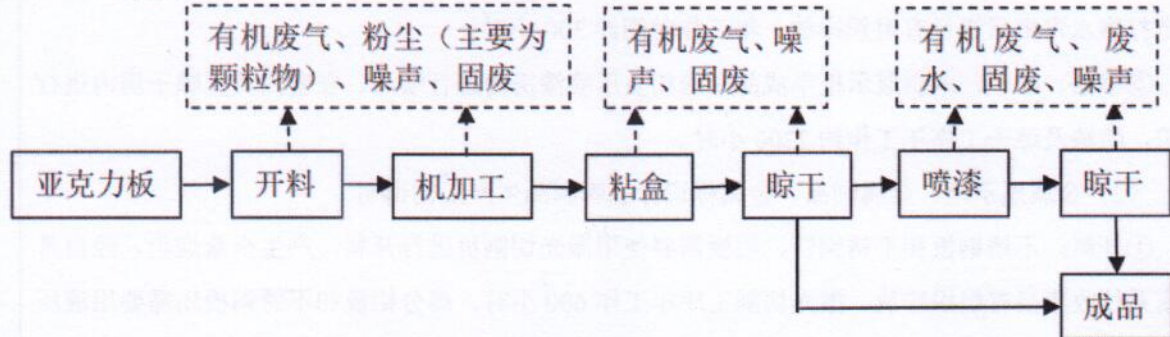 有机废气、粉尘（主要为
颗粒物）、噪声、固废
有机废气、噪
声、固废
有机废气、废
水、固废、噪声
亚克力板
开料
机加工
粘盒
晾干
喷漆
晾干
成品